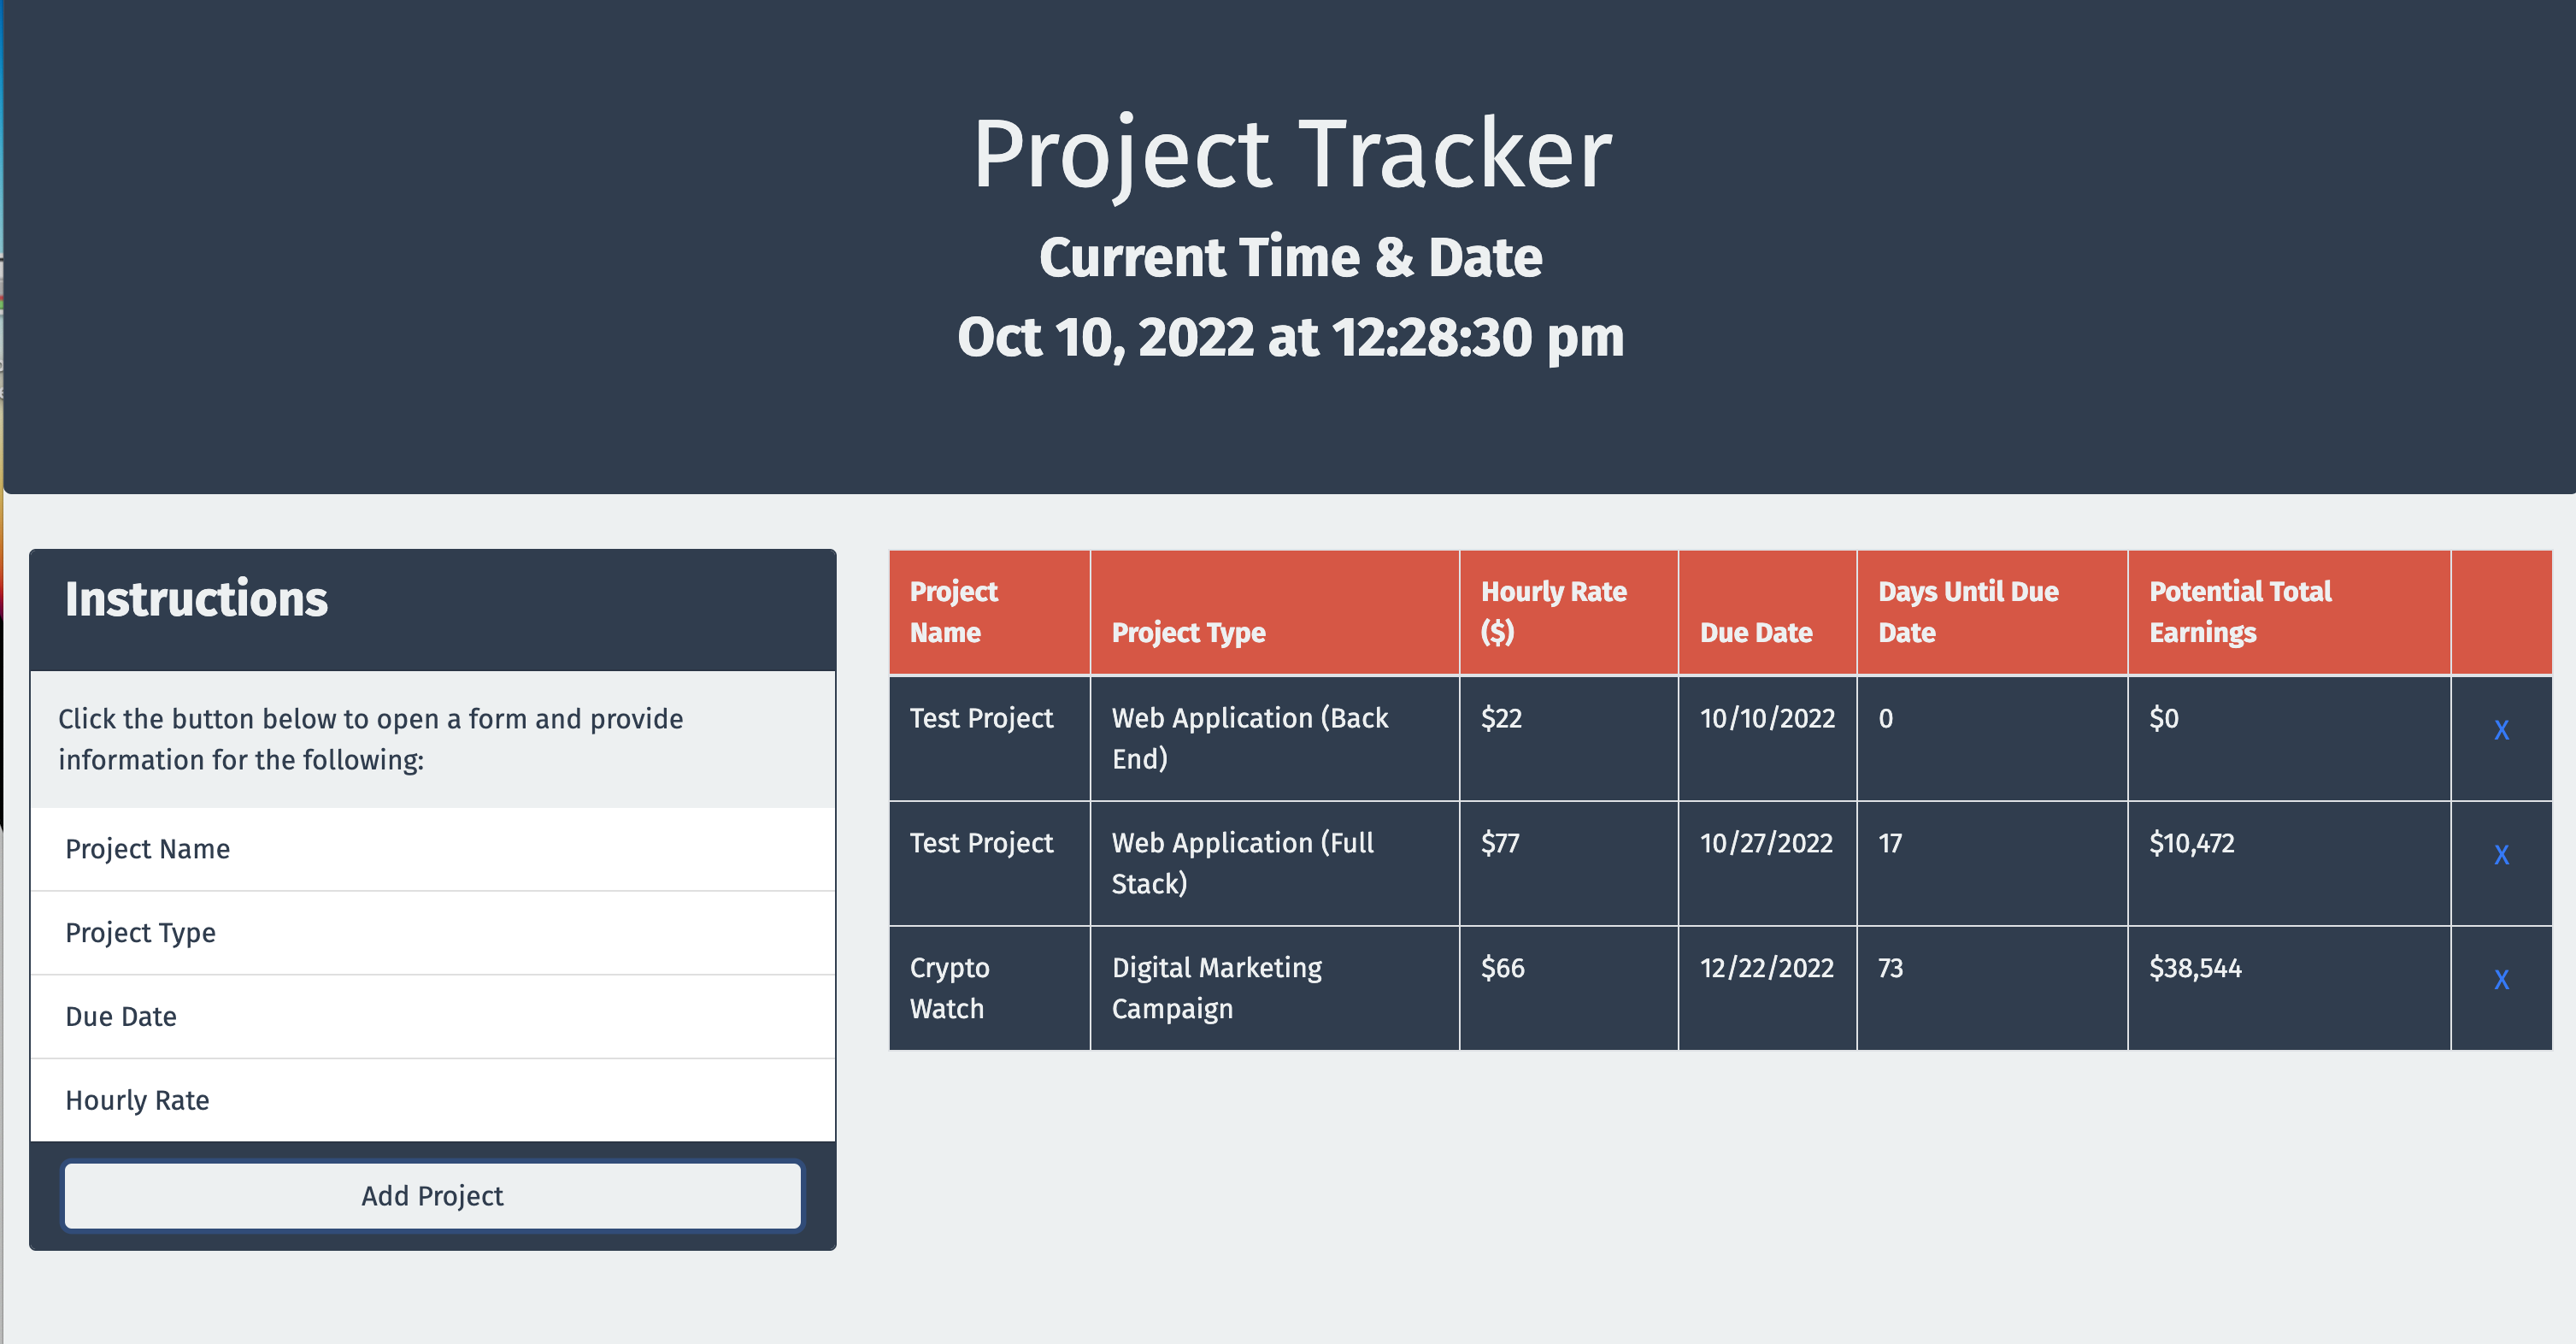 Project Tracker
Current Time & Date
Oct 10, 2022 at 12:28:30 pm
Instructions
Click the button below to open a form and provide
information for the following:
Project Name
Project Type
Due Date
Hourly Rate
Add Project
Project
Name
Project Type
Hourly Rate
($)
Due Date
Days Until Due
Date
Potential Total
Earnings
Test Project
Web Application (Back
End)
$22
10/10/2022
0
$0
X
Test Project
Web Application (Full
Stack)
$77
10/27/2022
17
$10,472
X
Crypto
Watch
Digital Marketing
Campaign
$66
12/22/2022
73
$38,544
X